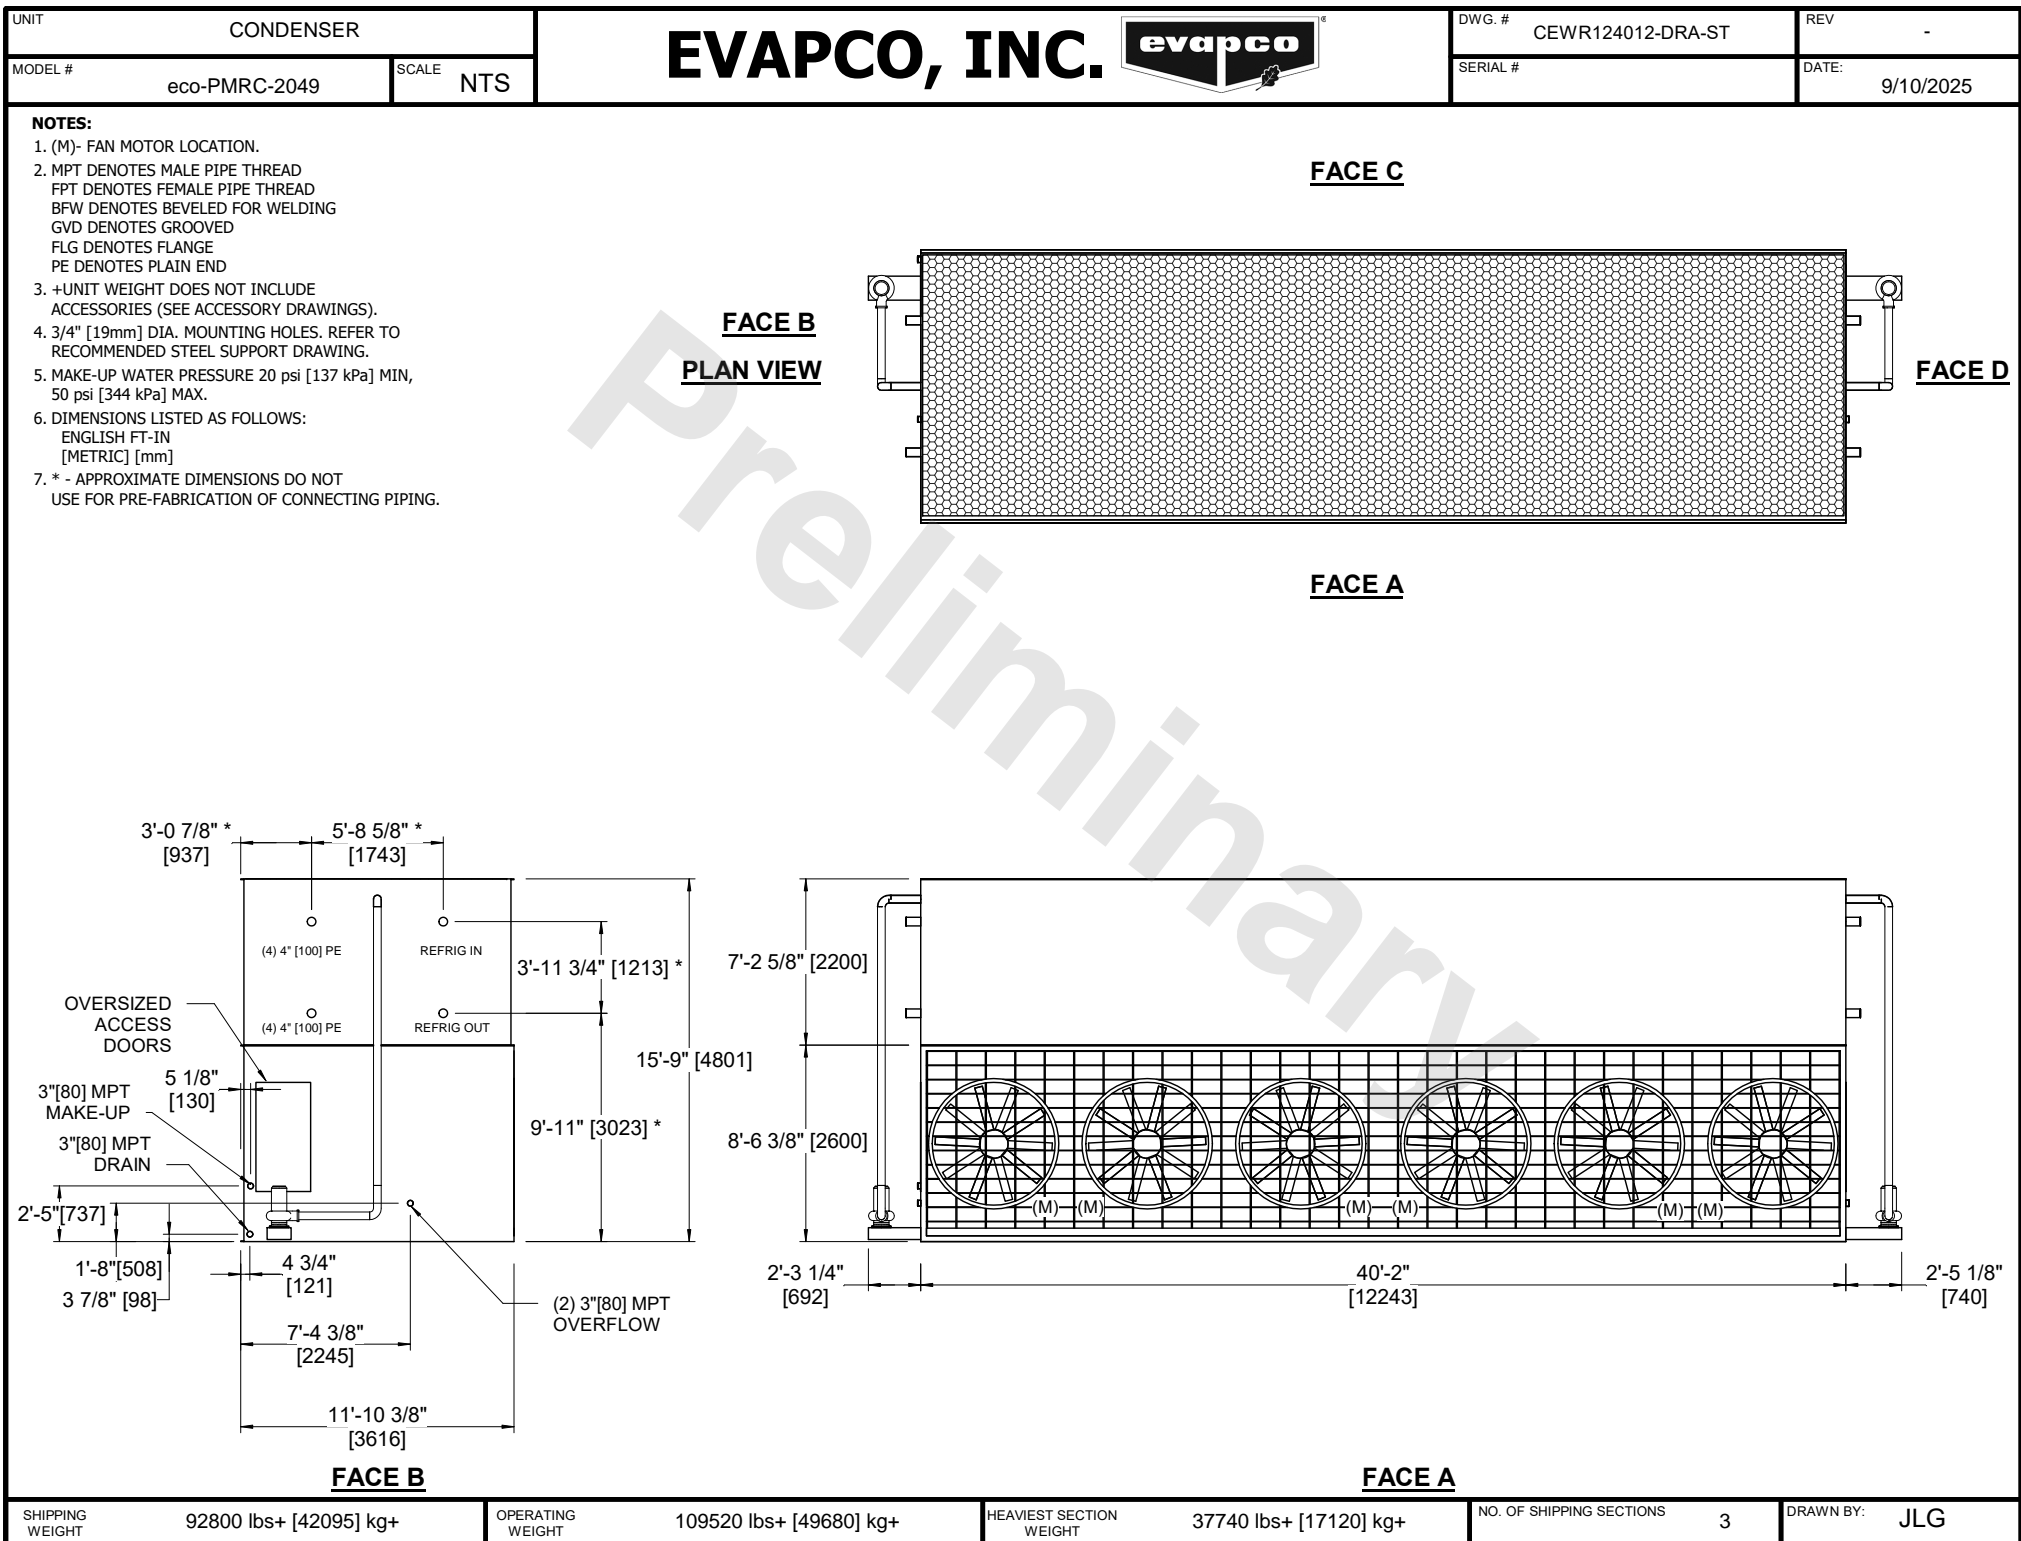 UNIT
CONDENSER
MODEL #
eco-PMRC-2049
SCALE
NTS
EVAPCO, INC.
evapco
®
DWG. #
CEWR124012-DRA-ST
REV
-
SERIAL #
DATE:
9/10/2025
NOTES:
1. (M)- FAN MOTOR LOCATION.
2. MPT DENOTES MALE PIPE THREAD
FPT DENOTES FEMALE PIPE THREAD
BFW DENOTES BEVELED FOR WELDING
GVD DENOTES GROOVED
FLG DENOTES FLANGE
PE DENOTES PLAIN END
3. +UNIT WEIGHT DOES NOT INCLUDE
ACCESSORIES (SEE ACCESSORY DRAWINGS).
4. 3/4" [19mm] DIA. MOUNTING HOLES. REFER TO
RECOMMENDED STEEL SUPPORT DRAWING.
5. MAKE-UP WATER PRESSURE 20 psi [137 kPa] MIN,
50 psi [344 kPa] MAX.
6. DIMENSIONS LISTED AS FOLLOWS:
ENGLISH FT-IN
[METRIC] [mm]
7. * - APPROXIMATE DIMENSIONS DO NOT
USE FOR PRE-FABRICATION OF CONNECTING PIPING.
FACE C
FACE B
PLAN VIEW
FACE D
FACE A
Preliminary
3'-0 7/8" *
[937]
5'-8 5/8" *
[1743]
(4) 4" [100] PE
REFRIG IN
3'-11 3/4" [1213] *
(4) 4" [100] PE
REFRIG OUT
OVERSIZED
ACCESS
DOORS
15'-9" [4801]
5 1/8"
[130]
3"[80] MPT
MAKE-UP
3"[80] MPT
DRAIN
9'-11" [3023] *
2'-5"[737]
1'-8"[508]
3 7/8" [98]
4 3/4"
[121]
(2) 3"[80] MPT
OVERFLOW
7'-4 3/8"
[2245]
11'-10 3/8"
[3616]
FACE B
7'-2 5/8" [2200]
8'-6 3/8" [2600]
(M) (M) (M) (M) (M) (M)
2'-3 1/4"
[692]
40'-2"
[12243]
2'-5 1/8"
[740]
FACE A
SHIPPING
WEIGHT
92800 lbs+ [42095] kg+
OPERATING
WEIGHT
109520 lbs+ [49680] kg+
HEAVIEST SECTION
WEIGHT
37740 lbs+ [17120] kg+
NO. OF SHIPPING SECTIONS
3
DRAWN BY:
JLG